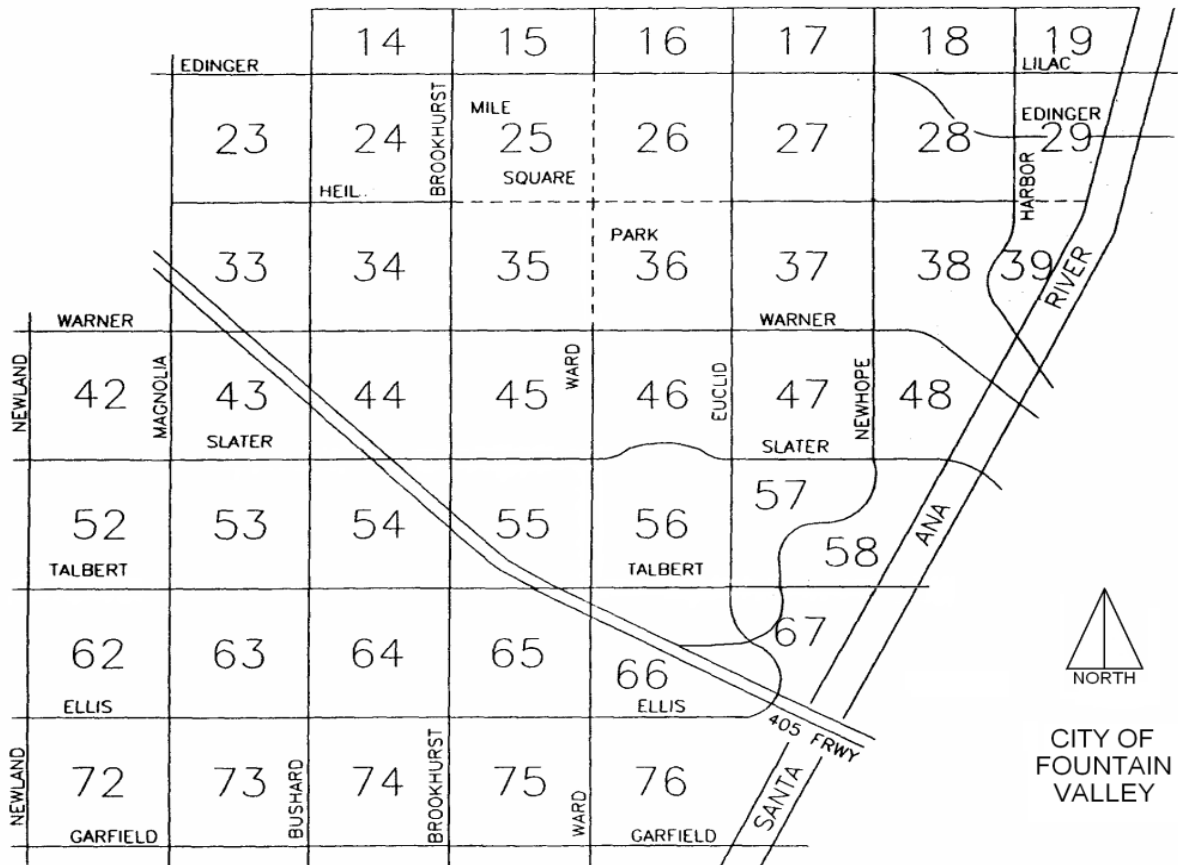 14 15 16 17 18 19
EDINGER
LILAC
BROOKHURST
MILE
EDINGER
23 24 25 26 27 28 29
SQUARE
HEIL.
HARBOR
PARK
33 34 35 36 37 38 39
RIVER
WARNER
WARNER
NEWLAND
MAGNOLIA
WARD
EUCLID
NEWHOPE
42 43 44 45 46 47 48
SLATER
SLATER
57
52 53 54 55 56
ANA
58
TALBERT
TALBERT
67
62 63 64 65
66
NORTH
ELLIS
ELLIS
405 FRWY
CITY OF
FOUNTAIN
VALLEY
NEWLAND
BUSHARD
BROOKHURST
WARD
SANTA
72 73 74 75 76
GARFIELD
GARFIELD